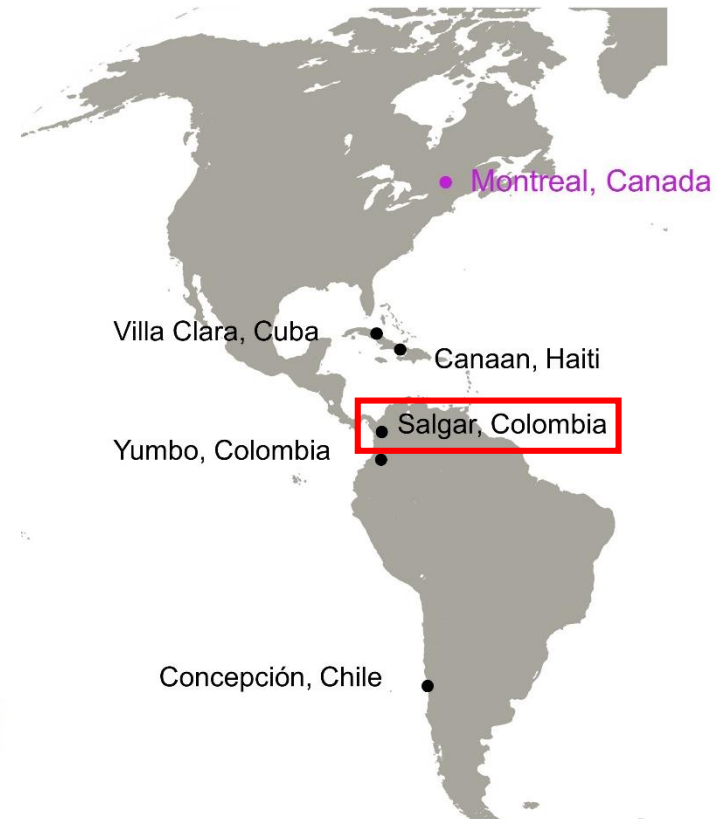 Montreal, Canada
Villa Clara, Cuba
Canaan, Haiti
Salgar, Colombia
Yumbo, Colombia
Concepción, Chile